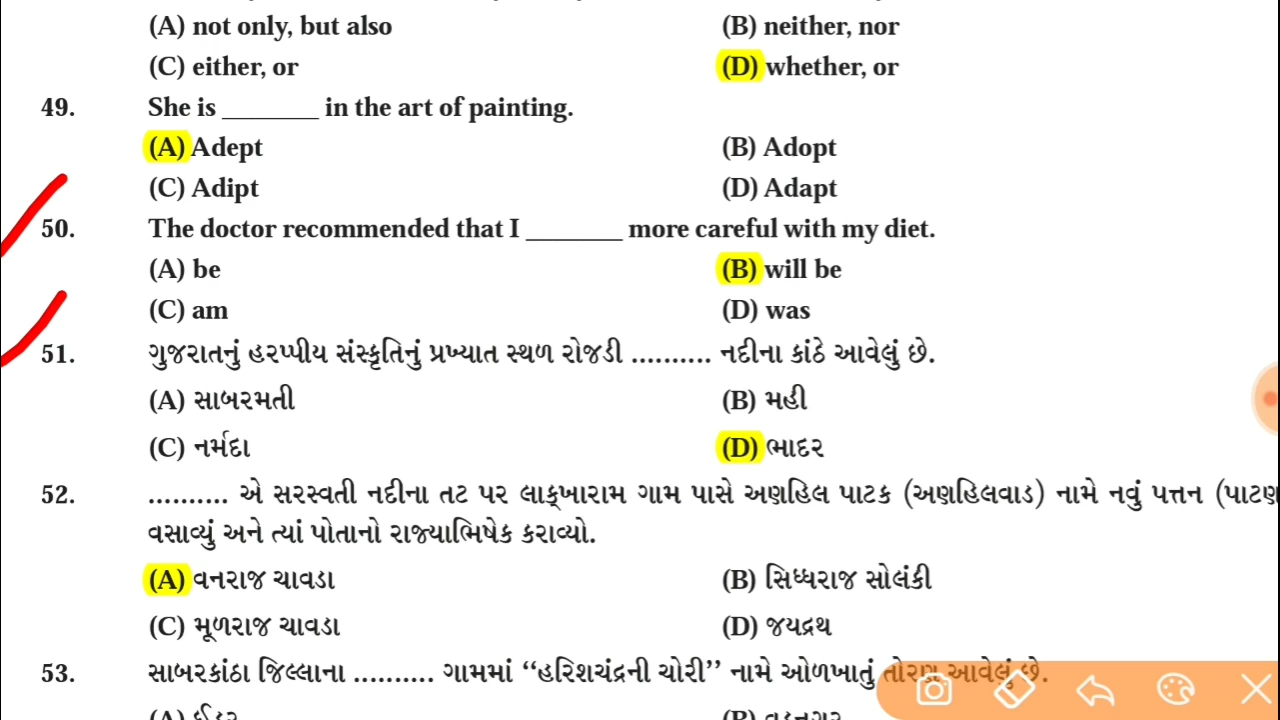 (A) not only, but also (B) neither, nor
(C) either, or (D) whether, or
49. She is ________ in the art of painting.
(A) Adept (B) Adopt
(C) Adipt (D) Adapt
50. The doctor recommended that I ________ more careful with my diet.
(A) be (B) will be
(C) am (D) was
51. ગુજરાતનું હરપ્પીય સંસ્કૃતિનું પ્રખ્યાત સ્થળ રોજડી .......... નદીના કાંઠે આવેલું છે.
(A) સાબરમતી (B) મહી
(C) નર્મદા (D) ભાદર
52. .......... એ સરસ્વતી નદીના તટ પર લાક્ખારામ ગામ પાસે અણહિલ પાટક (અણહિલવાડ) નામે નવું પત્તન (પાટણ
વસાવ્યું અને ત્યાં પોતાનો રાજ્યાભિષેક કરાવ્યો.
(A) વનરાજ ચાવડા (B) સિધ્ધરાજ સોલંકી
(C) મૂળરાજ ચાવડા (D) જયદ્રથ
53. સાબરકાંઠા જિલ્લાના .......... ગામમાં “હરિશચંદ્રની ચોરી” નામે ઓળખાતું તોરણ આવેલું છે.
(A) (B)